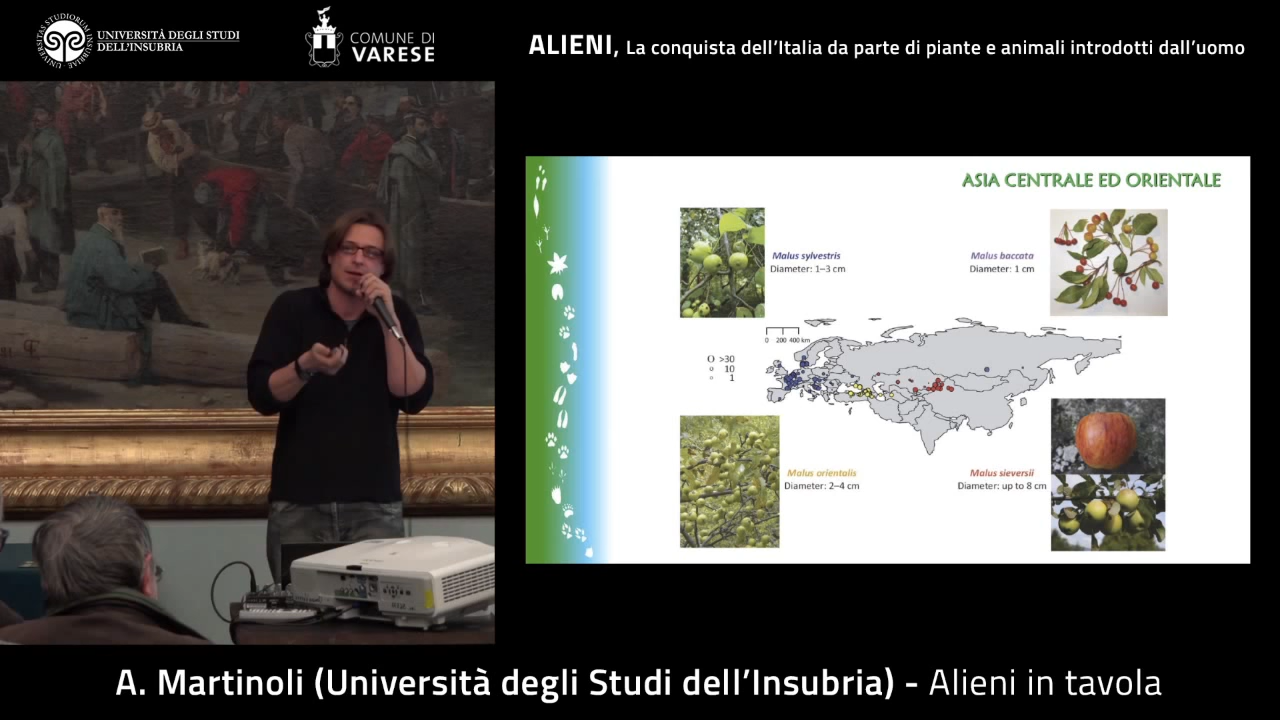 UNIVERSITÀ DEGLI STUDI
DELL'INSUBRIA
COMUNE DI
VARESE
ALIENI, La conquista dell'Italia da parte di piante e animali introdotti dall'uomo
ASIA CENTRALE ED ORIENTALE
Malus sylvestris
Diameter: 1–3 cm
Malus baccata
Diameter: 1 cm
0 200 400 km
>30
10
1
Malus orientalis
Diameter: 2–4 cm
Malus sieversii
Diameter: up to 8 cm
A. Martinoli (Università degli Studi dell'Insubria) - Alieni in tavola